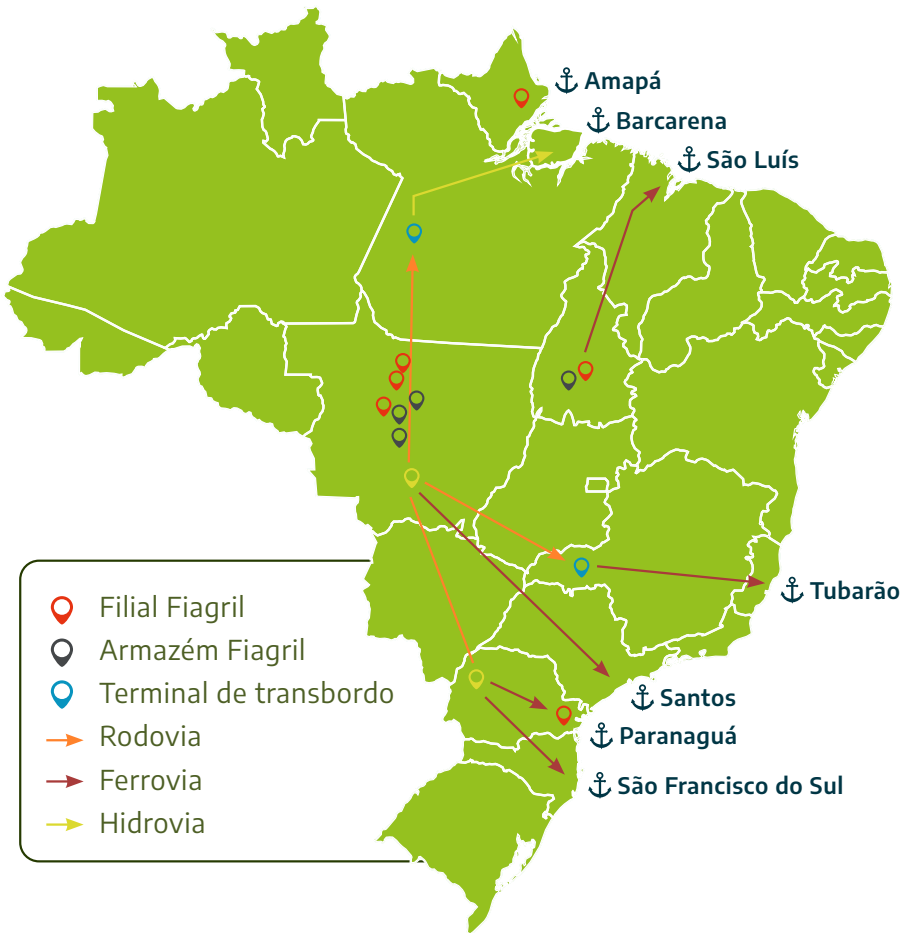 Amapá
Barcarena
São Luís
Tubarão
Santos
Paranaguá
São Francisco do Sul
Filial Fiagril
Armazém Fiagril
Terminal de transbordo
Rodovia
Ferrovia
Hidrovia